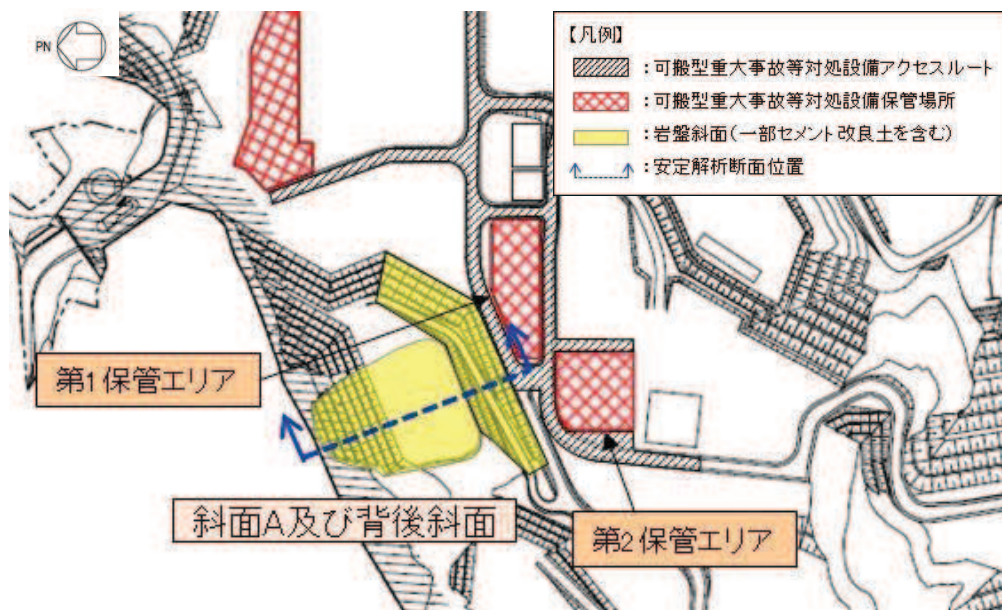 PN
【凡例】
:可搬型重大事故等対処設備アクセスルート
:可搬型重大事故等対処設備保管場所
:岩盤斜面(一部セメント改良土を含む)
:安定解析断面位置
第1保管エリア
斜面A及び背後斜面
第2保管エリア